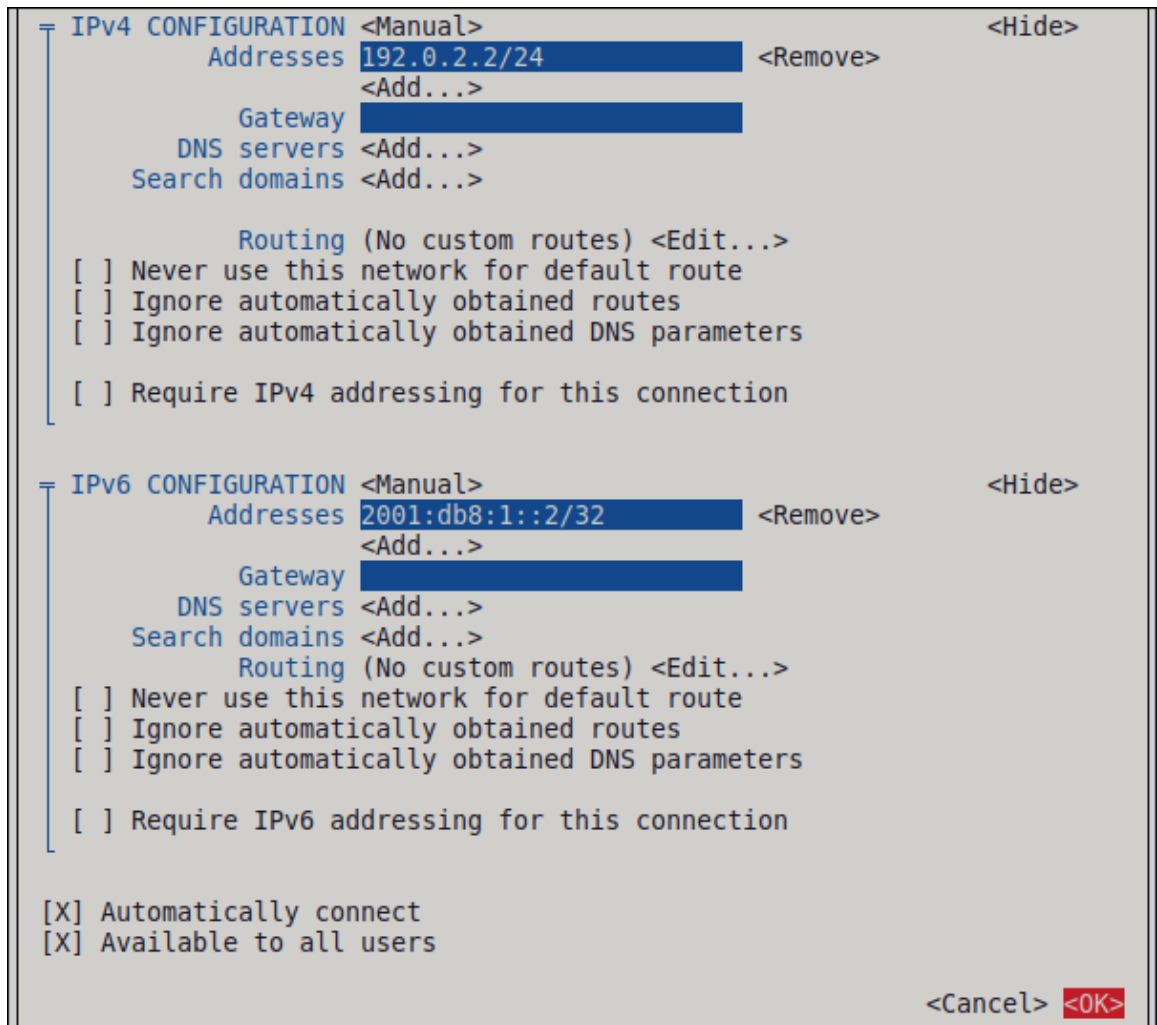 IPv4 CONFIGURATION <Manual> <Hide>
Addresses 192.0.2.2/24 <Remove>
<Add...>
Gateway
DNS servers <Add...>
Search domains <Add...>
Routing (No custom routes) <Edit...>
[ ] Never use this network for default route
[ ] Ignore automatically obtained routes
[ ] Ignore automatically obtained DNS parameters
[ ] Require IPv4 addressing for this connection
IPv6 CONFIGURATION <Manual> <Hide>
Addresses 2001:db8:1::2/32 <Remove>
<Add...>
Gateway
DNS servers <Add...>
Search domains <Add...>
Routing (No custom routes) <Edit...>
[ ] Never use this network for default route
[ ] Ignore automatically obtained routes
[ ] Ignore automatically obtained DNS parameters
[ ] Require IPv6 addressing for this connection
[X] Automatically connect
[X] Available to all users
<Cancel> <OK>